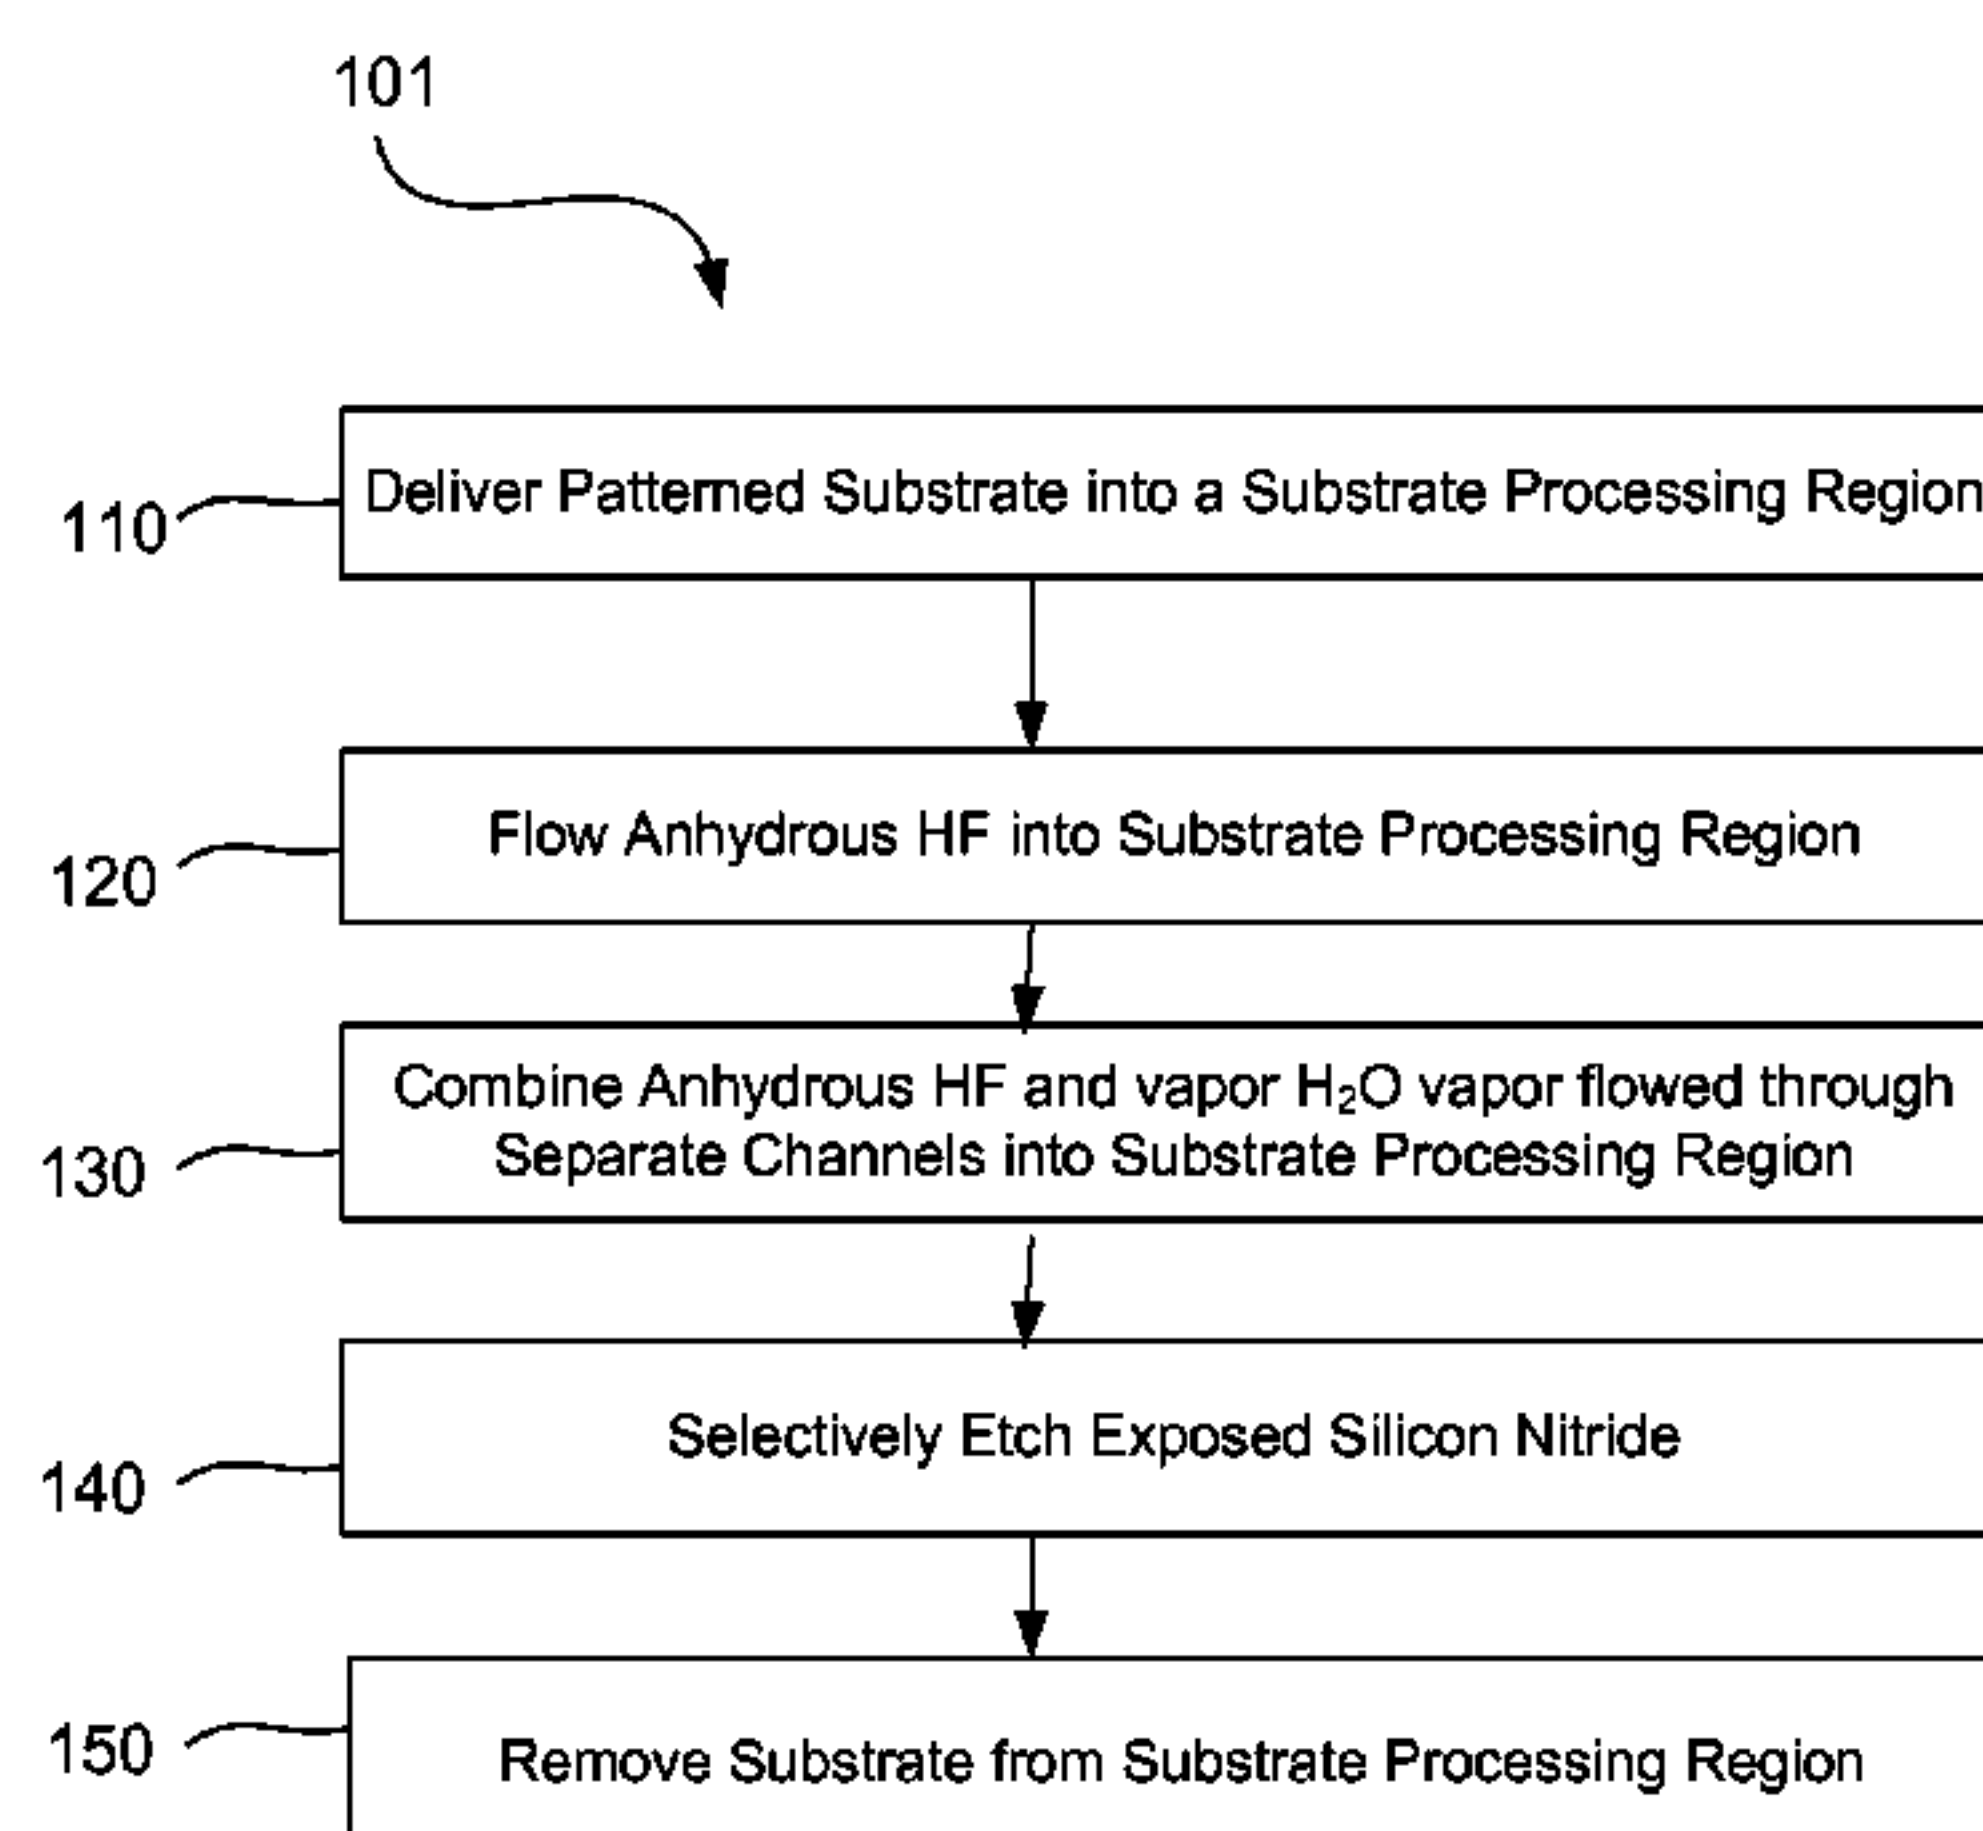 101
110
Deliver Patterned Substrate into a Substrate Processing Region
120
Flow Anhydrous HF into Substrate Processing Region
130
Combine Anhydrous HF and vapor H₂O vapor flowed through
Separate Channels into Substrate Processing Region
140
Selectively Etch Exposed Silicon Nitride
150
Remove Substrate from Substrate Processing Region